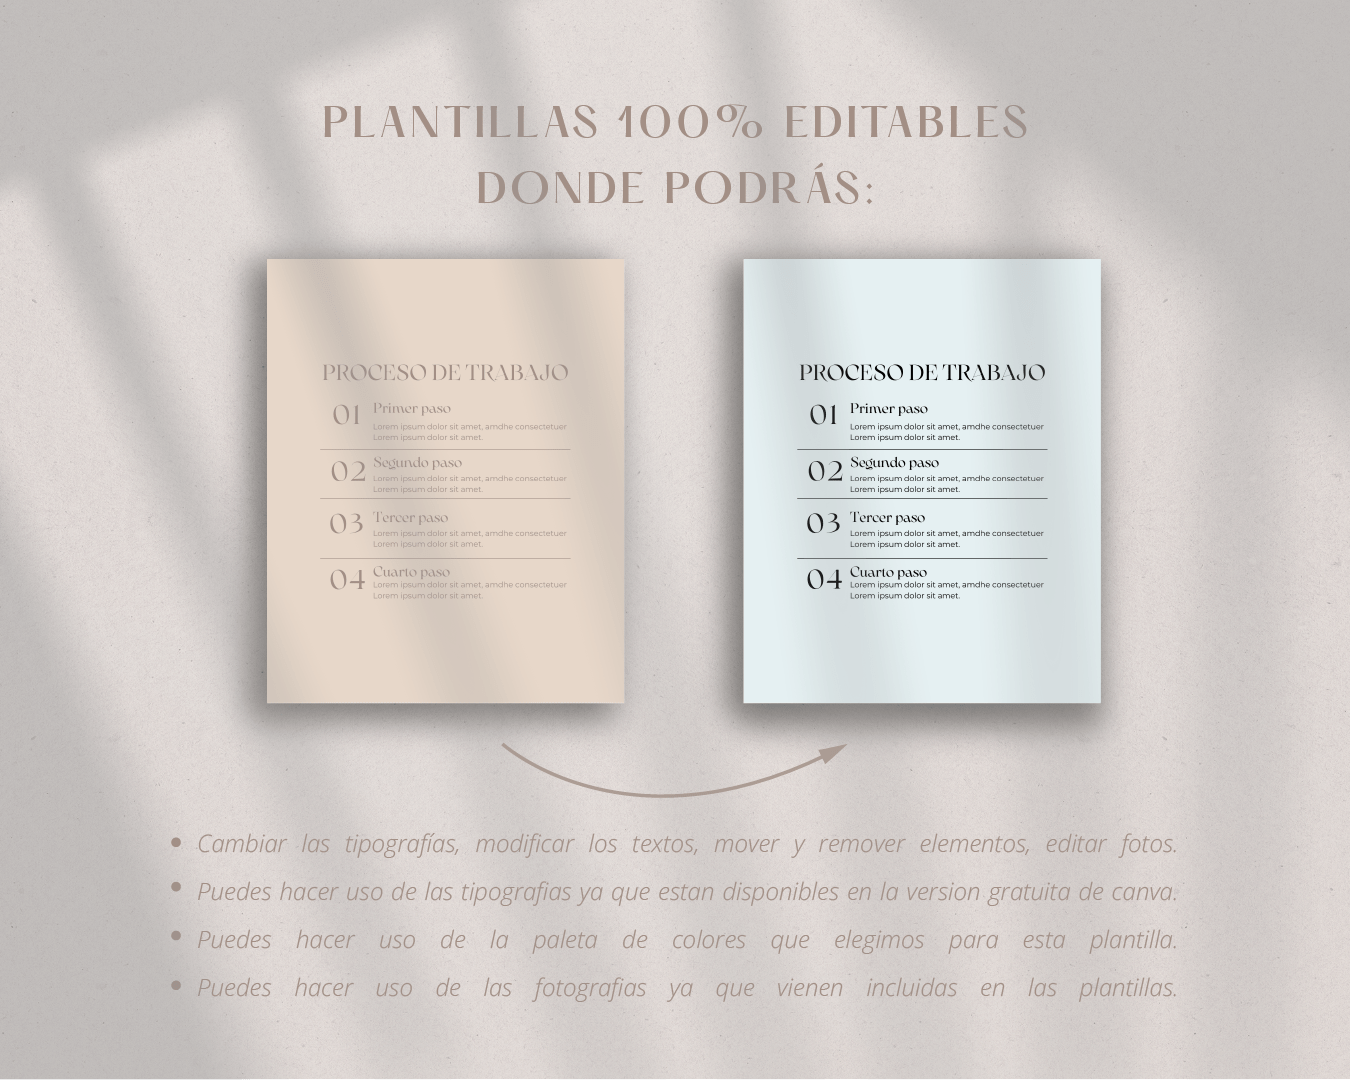 PLANTILLAS 100% EDITABLES
DONDE PODRÁS:
PROCESO DE TRABAJO
01 Primer paso
Lorem ipsum dolor sit amet, amdhe consectetuer
Lorem ipsum dolor sit amet.
02 Segundo paso
Lorem ipsum dolor sit amet, amdhe consectetuer
Lorem ipsum dolor sit amet.
03 Tercer paso
Lorem ipsum dolor sit amet, amdhe consectetuer
Lorem ipsum dolor sit amet.
04 Cuarto paso
Lorem ipsum dolor sit amet, amdhe consectetuer
Lorem ipsum dolor sit amet.
PROCESO DE TRABAJO
01 Primer paso
Lorem ipsum dolor sit amet, amdhe consectetuer
Lorem ipsum dolor sit amet.
02 Segundo paso
Lorem ipsum dolor sit amet, amdhe consectetuer
Lorem ipsum dolor sit amet.
03 Tercer paso
Lorem ipsum dolor sit amet, amdhe consectetuer
Lorem ipsum dolor sit amet.
04 Cuarto paso
Lorem ipsum dolor sit amet, amdhe consectetuer
Lorem ipsum dolor sit amet.
• Cambiar las tipografías, modificar los textos, mover y remover elementos, editar fotos.
• Puedes hacer uso de las tipografias ya que estan disponibles en la version gratuita de canva.
• Puedes hacer uso de la paleta de colores que elegimos para esta plantilla.
• Puedes hacer uso de las fotografias ya que vienen incluidas en las plantillas.